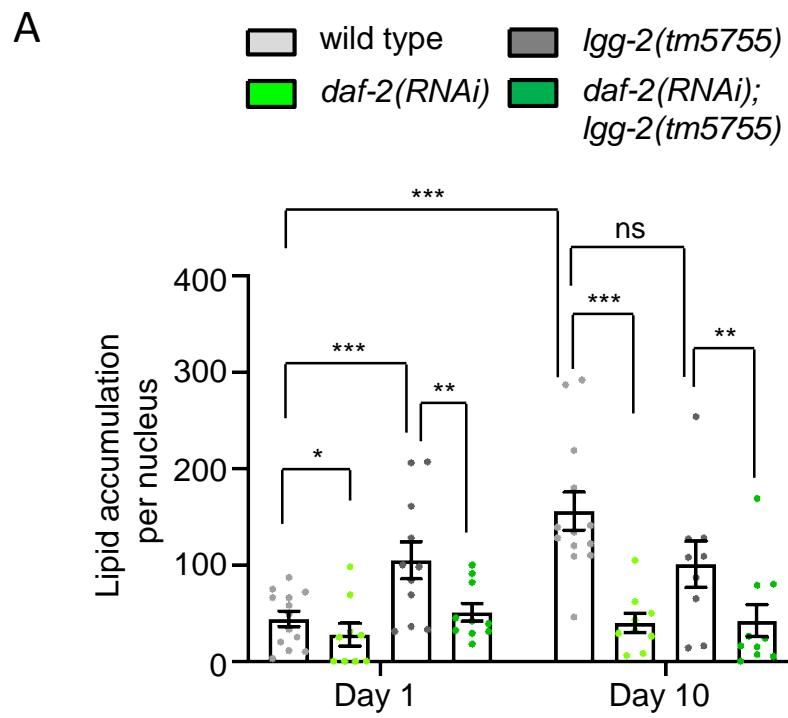 A
wild type
lgg-2(tm5755)
daf-2(RNAi)
daf-2(RNAi);
lgg-2(tm5755)
***
ns
***
***
**
**
*
400
300
200
100
0
Lipid accumulation
per nucleus
Day 1
Day 10